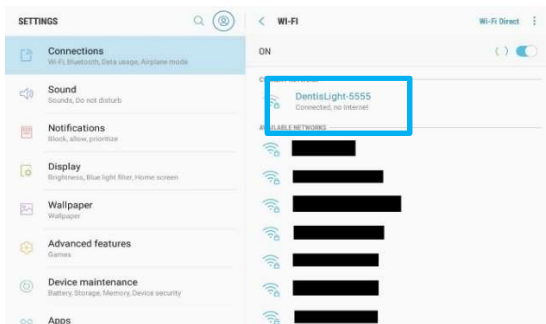 SETTINGS
Connections
Wi-Fi, Bluetooth, Data usage, Airplane mode
Sound
Sounds, Do not disturb
Notifications
Block, allow, prioritize
Display
Brightness, Blue light filter, Home screen
Wallpaper
Wallpaper
Advanced features
Games
Device maintenance
Battery, Storage, Memory, Device security
Apps
WI-FI
Wi-Fi Direct
ON
DentisLight-5555
Connected, no Internet
AVAILABLE NETWORKS